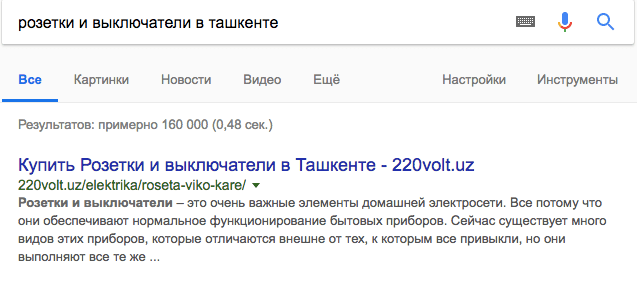 розетки и выключатели в ташкенте
Все Картинки Новости Видео Ещё Настройки Инструменты
Результатов: примерно 160 000 (0,48 сек.)
Купить Розетки и выключатели в Ташкенте - 220volt.uz
220volt.uz/elektrika/roseta-viko-kare/
Розетки и выключатели – это очень важные элементы домашней электросети. Все потому что
они обеспечивают нормальное функционирование бытовых приборов. Сейчас существует много
видов этих приборов, которые отличаются внешне от тех, к которым все привыкли, но они
выполняют все те же ...